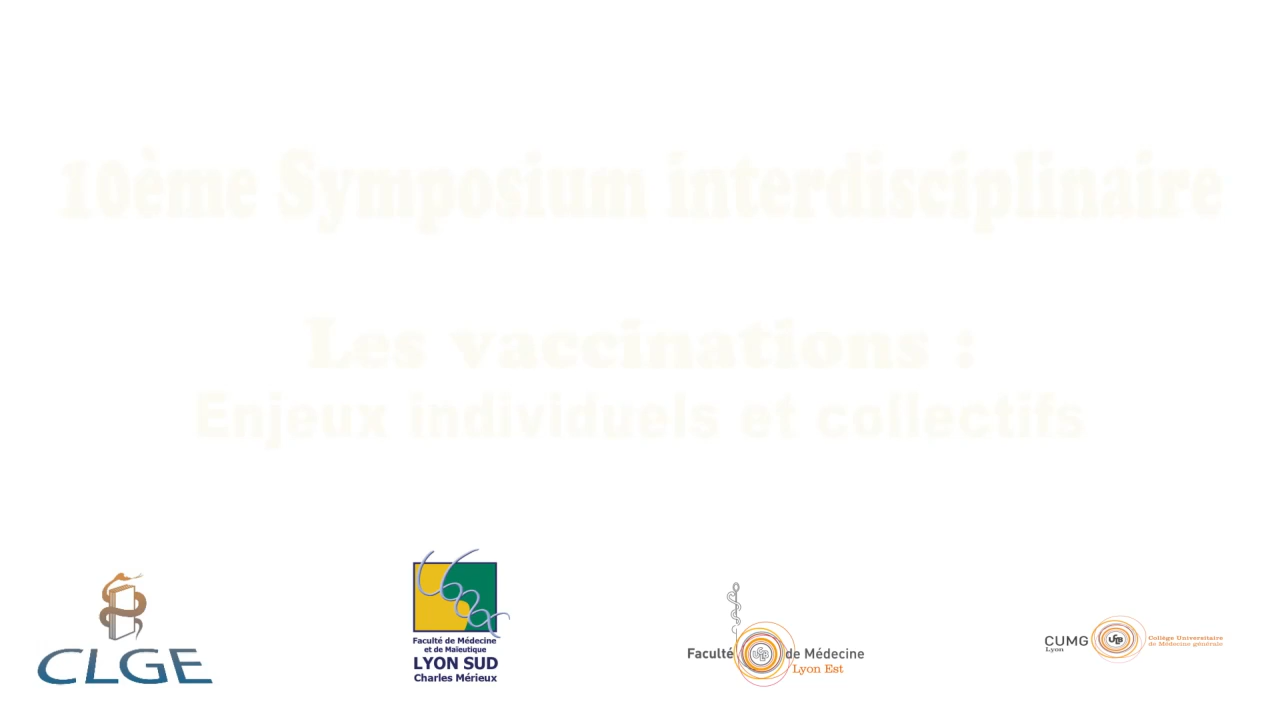 10ème Symposium interdisciplinaire
Les vaccinations :
Enjeux individuels et collectifs
CLGE
Faculté de Médecine
et de Maïeutique
LYON SUD
Charles Mérieux
Faculté de Médecine
Lyon Est
CUMG
Lyon
Collège Universitaire
de Médecine générale